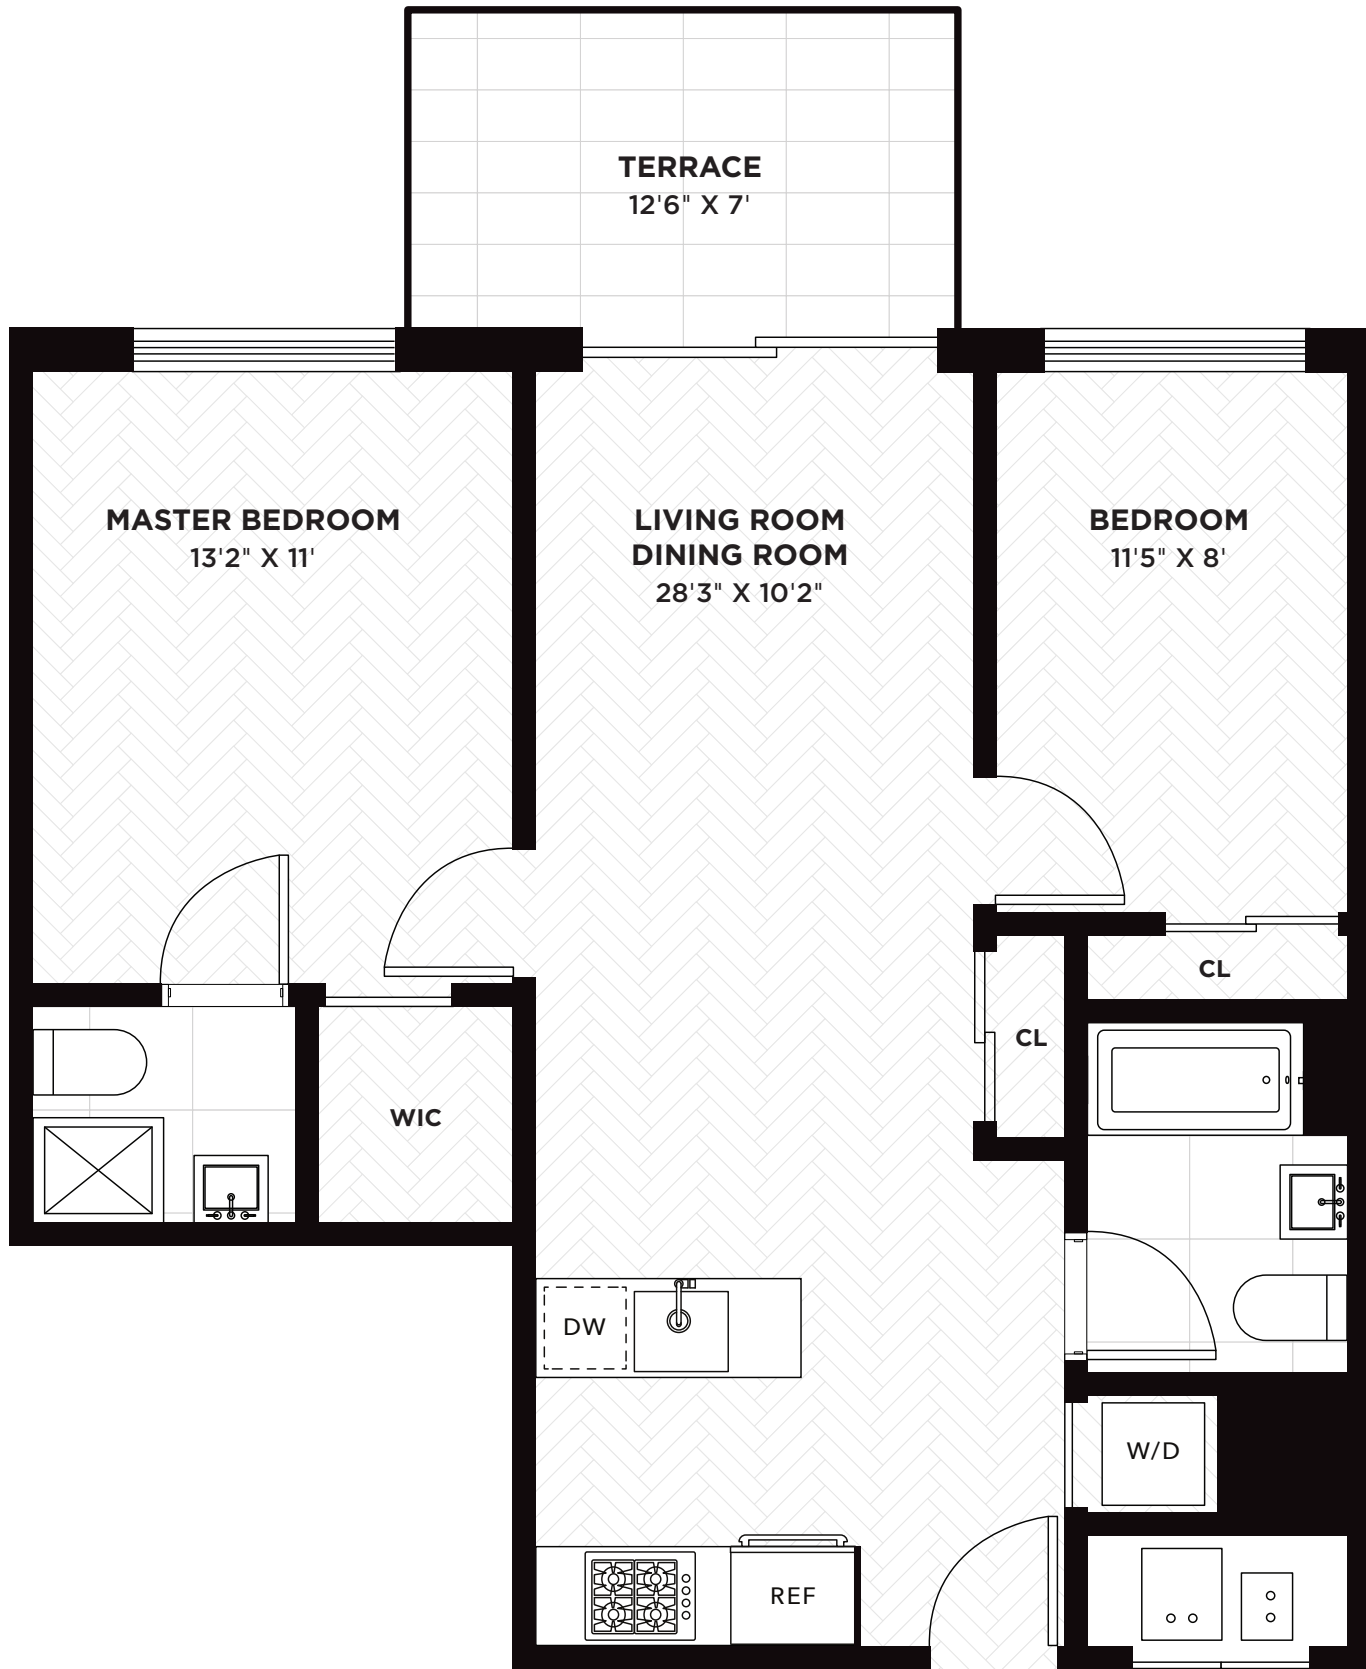 TERRACE
12'6" X 7'
MASTER BEDROOM
13'2" X 11'
LIVING ROOM
DINING ROOM
28'3" X 10'2"
BEDROOM
11'5" X 8'
CL
CL
WIC
DW
W/D
REF